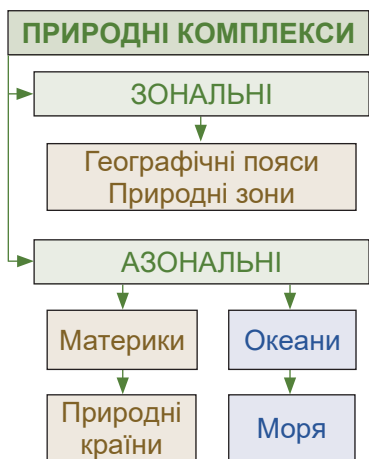 ПРИРОДНІ КОМПЛЕКСИ
ЗОНАЛЬНІ
Географічні пояси
Природні зони
АЗОНАЛЬНІ
Материки
Океани
Природні
країни
Моря